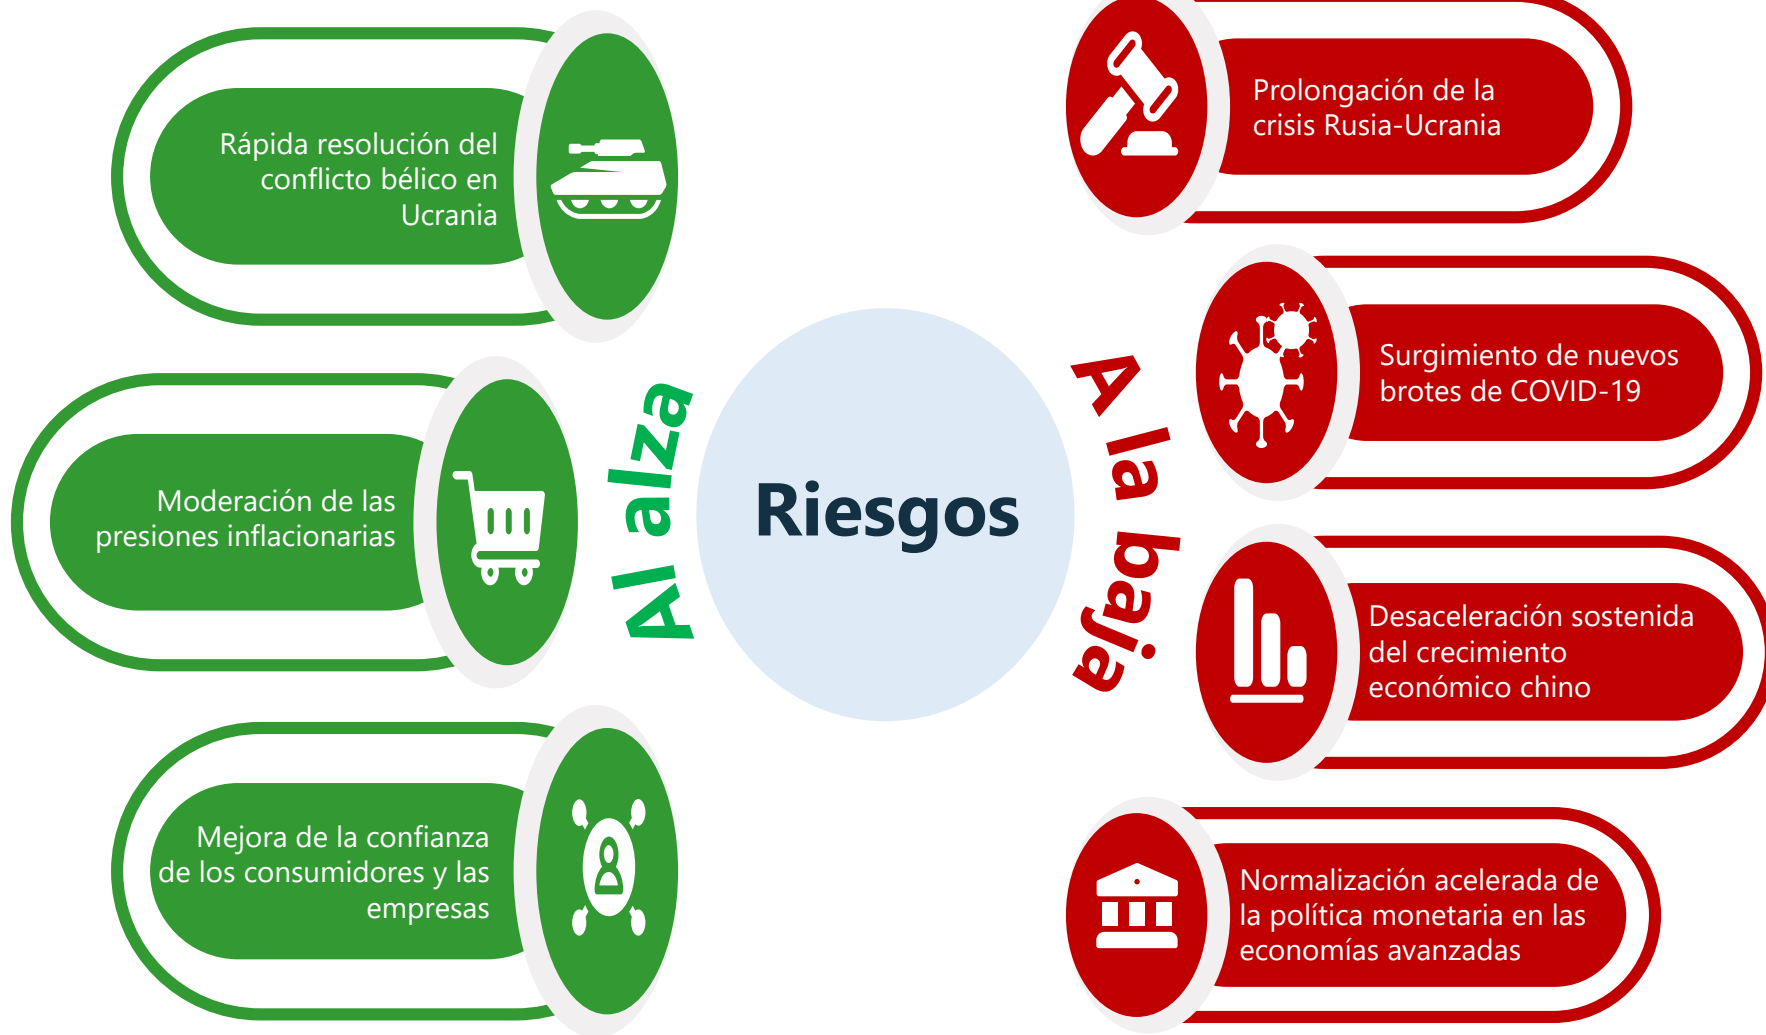 Rápida resolución del
conflicto bélico en
Ucrania
Moderación de las
presiones inflacionarias
Mejora de la confianza
de los consumidores y las
empresas
Al alza
Riesgos
A la baja
Prolongación de la
crisis Rusia-Ucrania
Surgimiento de nuevos
brotes de COVID-19
Desaceleración sostenida
del crecimiento
económico chino
Normalización acelerada de
la política monetaria en las
economías avanzadas